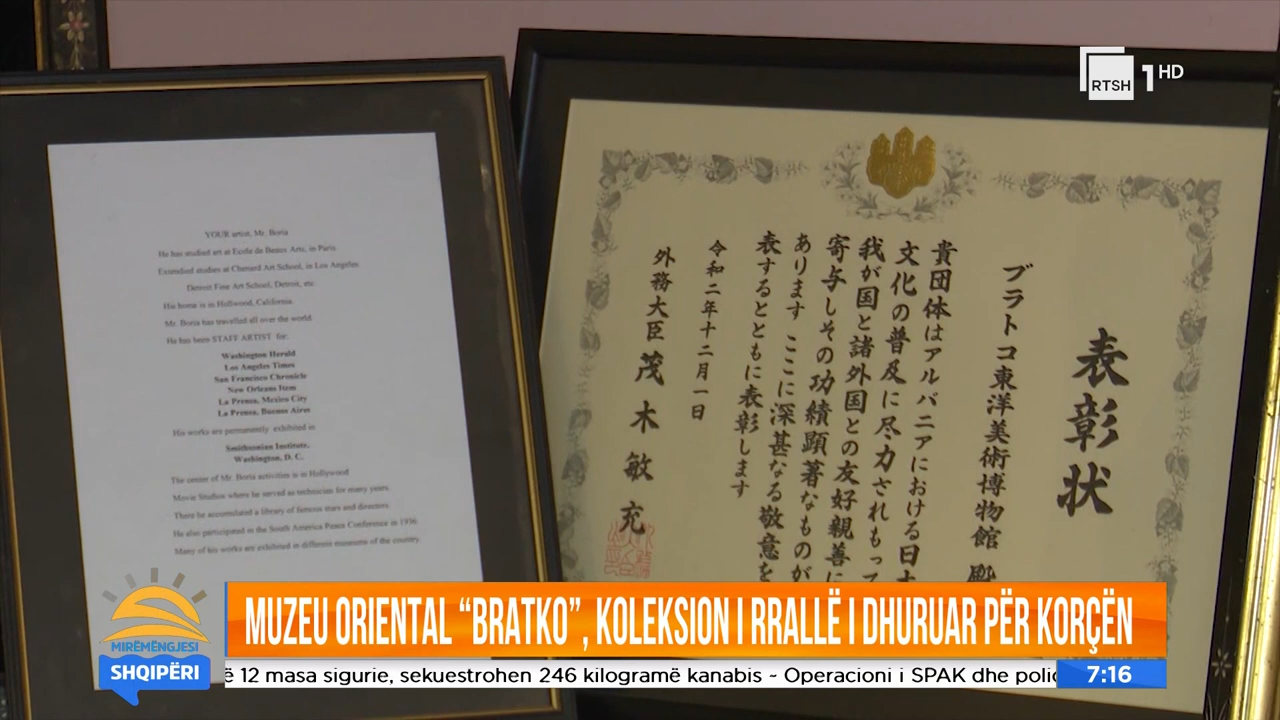 RTSH 1 HD
YOUR artist, Mr. Boria
He has studied art at Ecole de Beaux Arts, in Paris
Extendied studies at Chenard Art School, in Los Angeles
Denver Fine Art School, Detroit, etc
His home is in Hollwood, California.
Mr. Boria has travelled all over the world
He has been STAFF ARTIST for:
Washington Herald
Los Angeles Times
San Francisco Chronicle
New Orleans Item
La Prensa, Mexico City
La Prensa, Buenos Aires
His works are permanently exhibited in
Smithsonian Institute,
Washington, D. C.
The center of Mr. Boria activities is in Hollywood
Movie Studios where he served as technician for many years.
There he accumulated a library of famous stars and directors.
He also participated in the South America Peace Conference in 1936
Many of his works are exhibited in different museums of the country.
表彰状
ブラトコ東洋美術博物館 殿
貴団体はアルバニアにおける日
文化の普及に尽力されもって
我が国と諸外国との友好親善に
寄与しその功績顕著なものが
あります ここに深甚なる敬意を
表するとともに表彰します
令和二年十二月一日
外務大臣 茂木敏充
MUZEU ORIENTAL “BRATKO”, KOLEKSION I RRALLË I DHURUAR PËR KORÇËN
MIRËMËNGJESI
SHQIPËRI
ë 12 masa sigurie, sekuestrohen 246 kilogramë kanabis ~ Operacioni i SPAK dhe polic
7:16